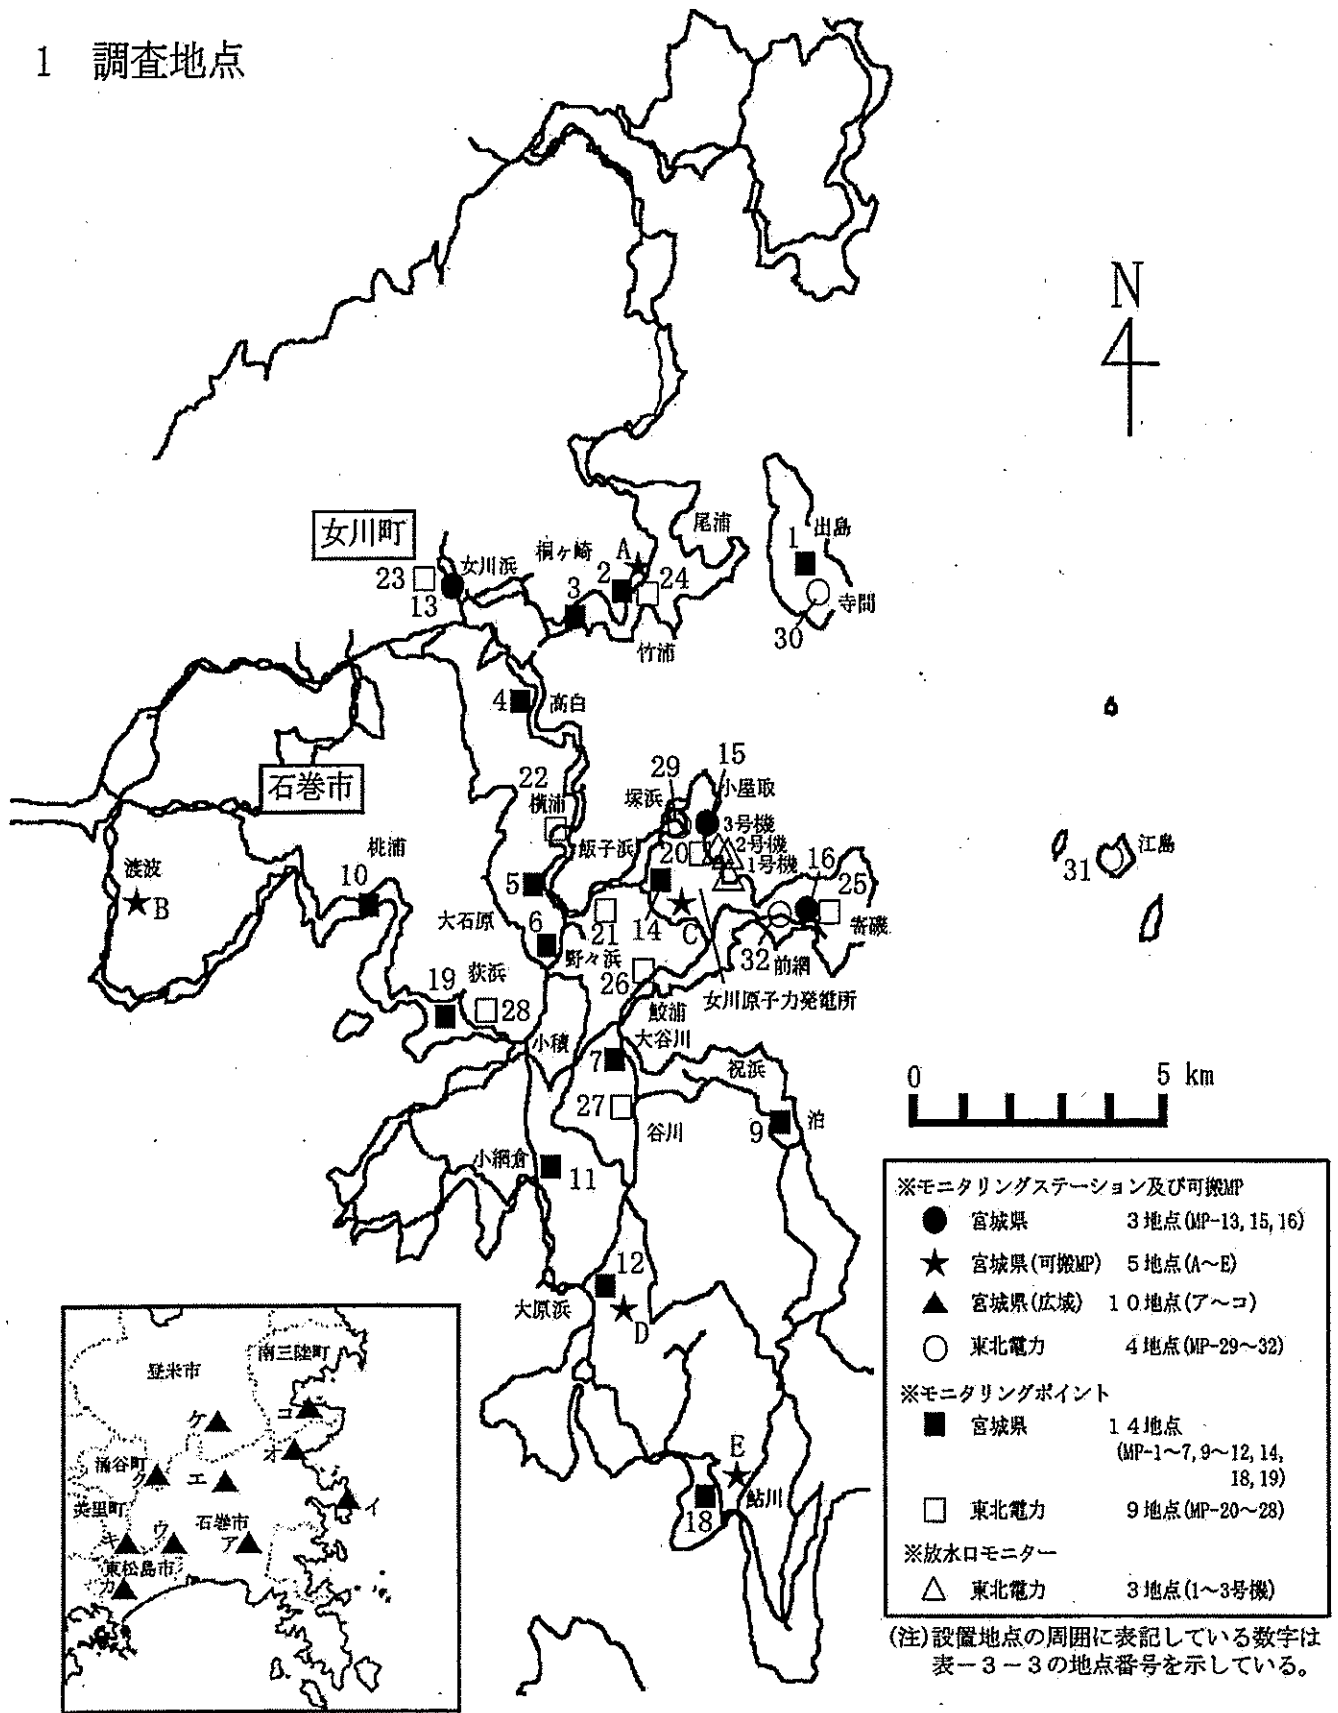 1 調査地点
N
尾浦
出島
1
女川町
女川浜
桐ヶ崎
A
2
24
23
13
3
寺間
30
竹浦
4
高白
15
29
小屋取
22
塚浜
石巻市
横浦
3号機
2号機
1号機
飯子浜
20
16
25
江島
31
桃浦
渡波
10
B
5
大石原
6
21
14
C
寄磯
野々浜
32
前網
26
荻浜
19
28
鮫浦
女川原子力発電所
小積
大谷川
7
祝浜
0 5 km
27
谷川
9
泊
小網倉
11
12
大原浜
D
E
鮎川
18
※モニタリングステーション及び可搬MP
● 宮城県 3地点(MP-13,15,16)
★ 宮城県(可搬MP) 5地点(A～E)
▲ 宮城県(広域) 10地点(ア～コ)
○ 東北電力 4地点(MP-29～32)
※モニタリングポイント
■ 宮城県 14地点
(MP-1～7,9～12,14,
18,19)
□ 東北電力 9地点(MP-20～28)
※放水口モニター
△ 東北電力 3地点(1～3号機)
(注)設置地点の周囲に表記している数字は
表－3－3の地点番号を示している。
南三陸町
登米市
コ
ケ
オ
涌谷町
ク
エ
イ
美里町
石巻市
キ
ウ
ア
東松島市
カ